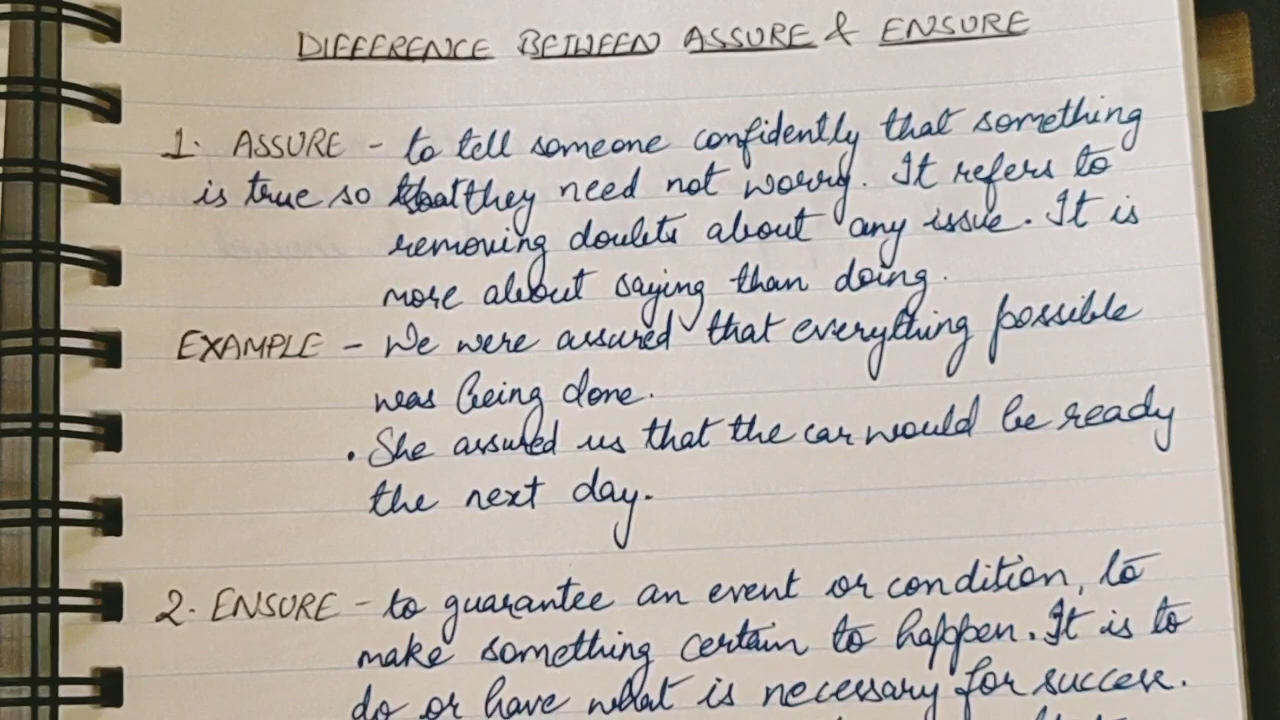 DIFFERENCE BETWEEN ASSURE & ENSURE
1. ASSURE - to tell someone confidently that something
is true so that they need not worry. It refers to
removing doubts about any issue. It is
more about saying than doing.
EXAMPLE - We were assured that everything possible
was being done.
• She assured us that the car would be ready
the next day.
2. ENSURE - to guarantee an event or condition, to
make something certain to happen. It is to
do or have what is necessary for success.